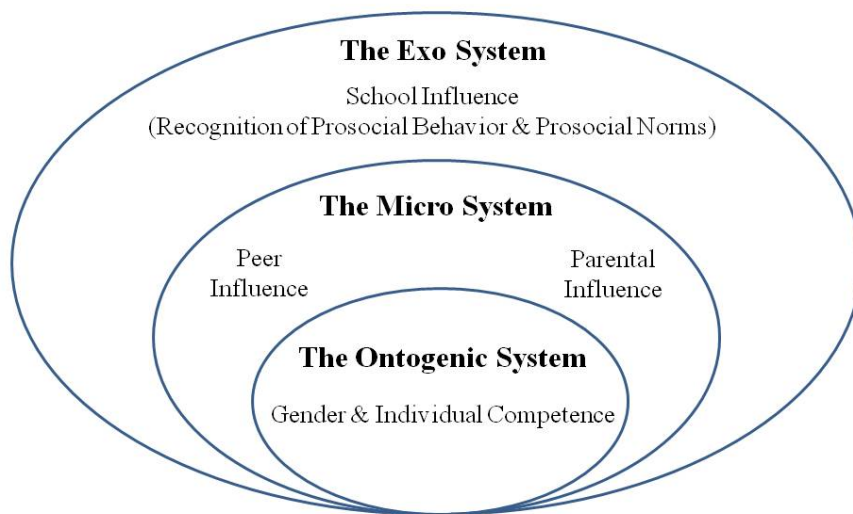 The Exo System
School Influence
(Recognition of Prosocial Behavior & Prosocial Norms)
The Micro System
Peer
Influence
Parental
Influence
The Ontogenic System
Gender & Individual Competence